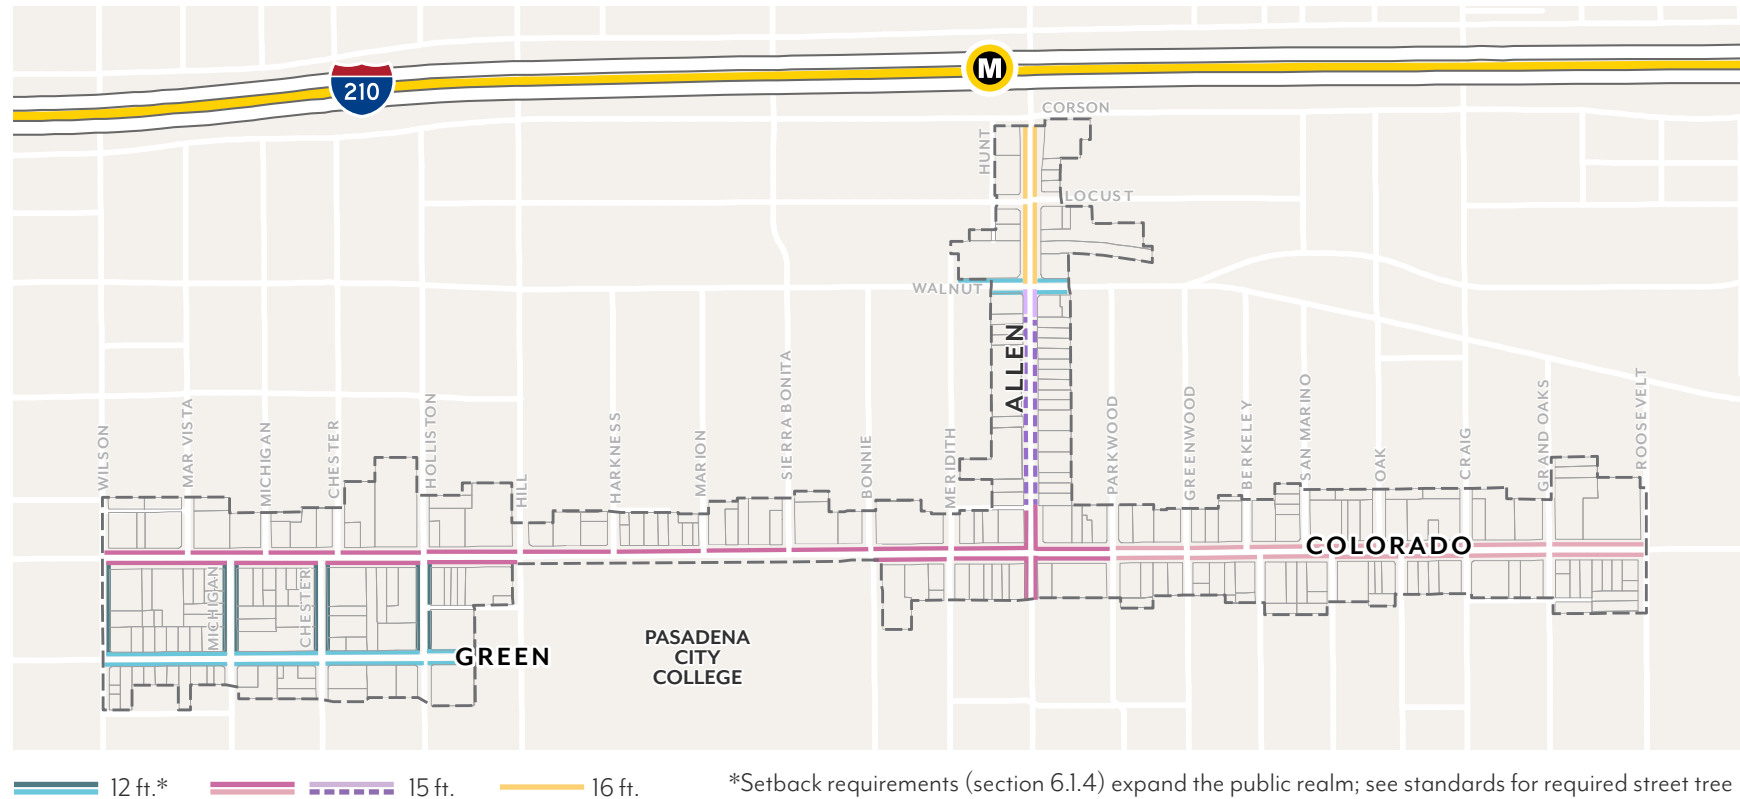 210
M
CORSON
HUNT
LOCUST
WALNUT
ALLEN
WILSON
MAR VISTA
MICHIGAN
CHESTER
HOLLISTON
HILL
HARKNESS
MARION
SIERRA BONITA
BONNIE
MERIDITH
PARKWOOD
GREENWOOD
BERKELEY
SAN MARINO
OAK
CRAIG
GRAND OAKS
ROOSEVELT
COLORADO
MICHIGAN
CHESTER
GREEN
PASADENA
CITY
COLLEGE
12 ft.* 15 ft. 16 ft. *Setback requirements (section 6.1.4) expand the public realm; see standards for required street tree